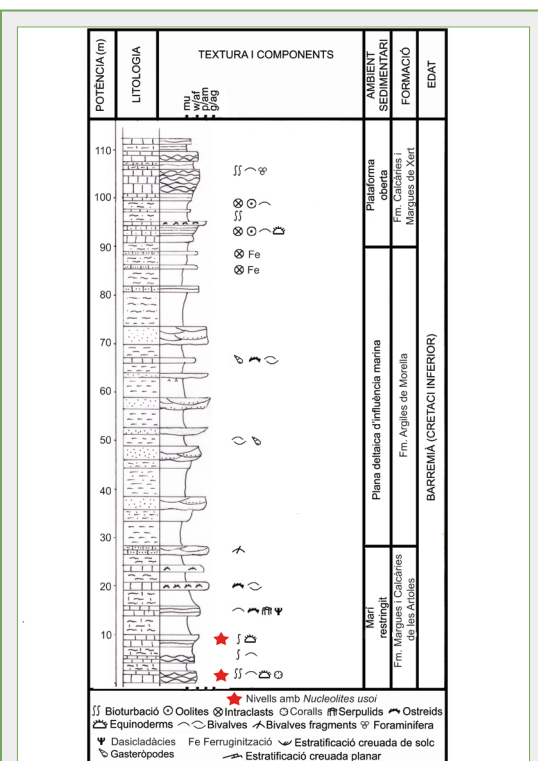 POTÈNCIA (m)
LITOLOGIA
TEXTURA I COMPONENTS
mu
w/af
p/am
g/ag
AMBIENT
SEDIMENTARI
FORMACIÓ
EDAT
110
100
90
80
70
60
50
40
30
20
10
Fe
Fe
Plataforma
oberta
Plana deltaica d'influència marina
Marí
restringit
Fm. Calcàries i
Margues de Xert
Fm. Argiles de Morella
Fm. Margues i Calcàries
de les Artoles
BARREMIÀ (CRETACI INFERIOR)
Nivells amb Nucleolites usoi
Bioturbació Oolites Intraclasts Coralls Serpulids Ostreids
Equinoderms Bivalves Bivalves fragments Foraminifera
Dasicladàcies Fe Ferruginització Estratificació creuada de solc
Gasteròpodes Estratificació creuada planar